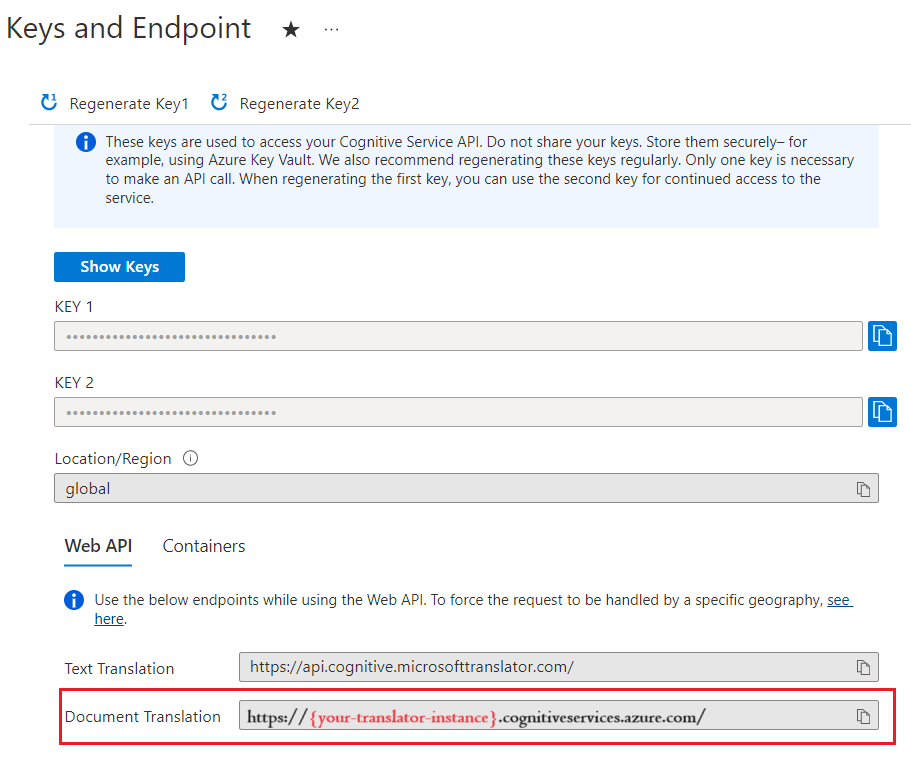 Keys and Endpoint ★ ...
Regenerate Key1 Regenerate Key2
These keys are used to access your Cognitive Service API. Do not share your keys. Store them securely– for
example, using Azure Key Vault. We also recommend regenerating these keys regularly. Only one key is necessary
to make an API call. When regenerating the first key, you can use the second key for continued access to the
service.
Show Keys
KEY 1
••••••••••••••••••••••••••••••••
KEY 2
••••••••••••••••••••••••••••••••
Location/Region
global
Web API Containers
Use the below endpoints while using the Web API. To force the request to be handled by a specific geography, see
here.
Text Translation https://api.cognitive.microsofttranslator.com/
Document Translation https://{your-translator-instance}.cognitiveservices.azure.com/